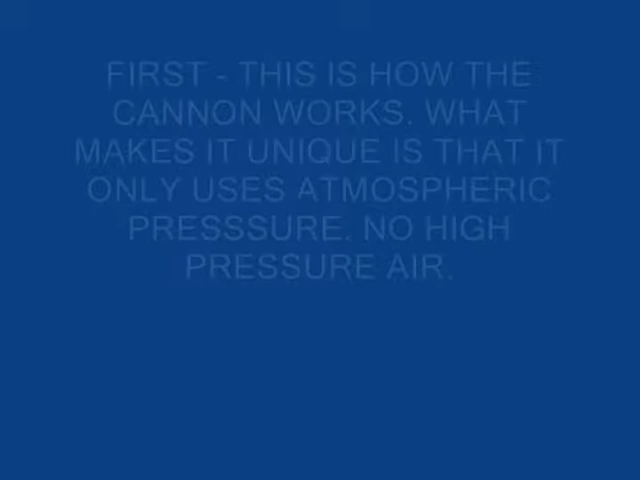 FIRST - THIS IS HOW THE
CANNON WORKS. WHAT
MAKES IT UNIQUE IS THAT IT
ONLY USES ATMOSPHERIC
PRESSSURE. NO HIGH
PRESSURE AIR.